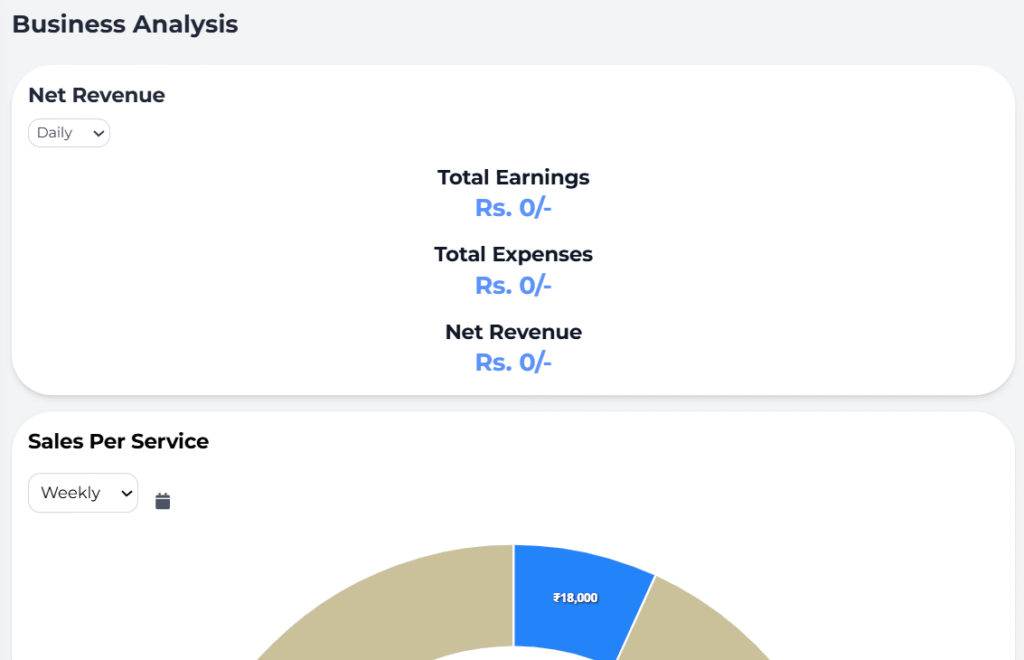 Business Analysis
Net Revenue
Daily
Total Earnings
Rs. 0/-
Total Expenses
Rs. 0/-
Net Revenue
Rs. 0/-
Sales Per Service
Weekly
₹18,000